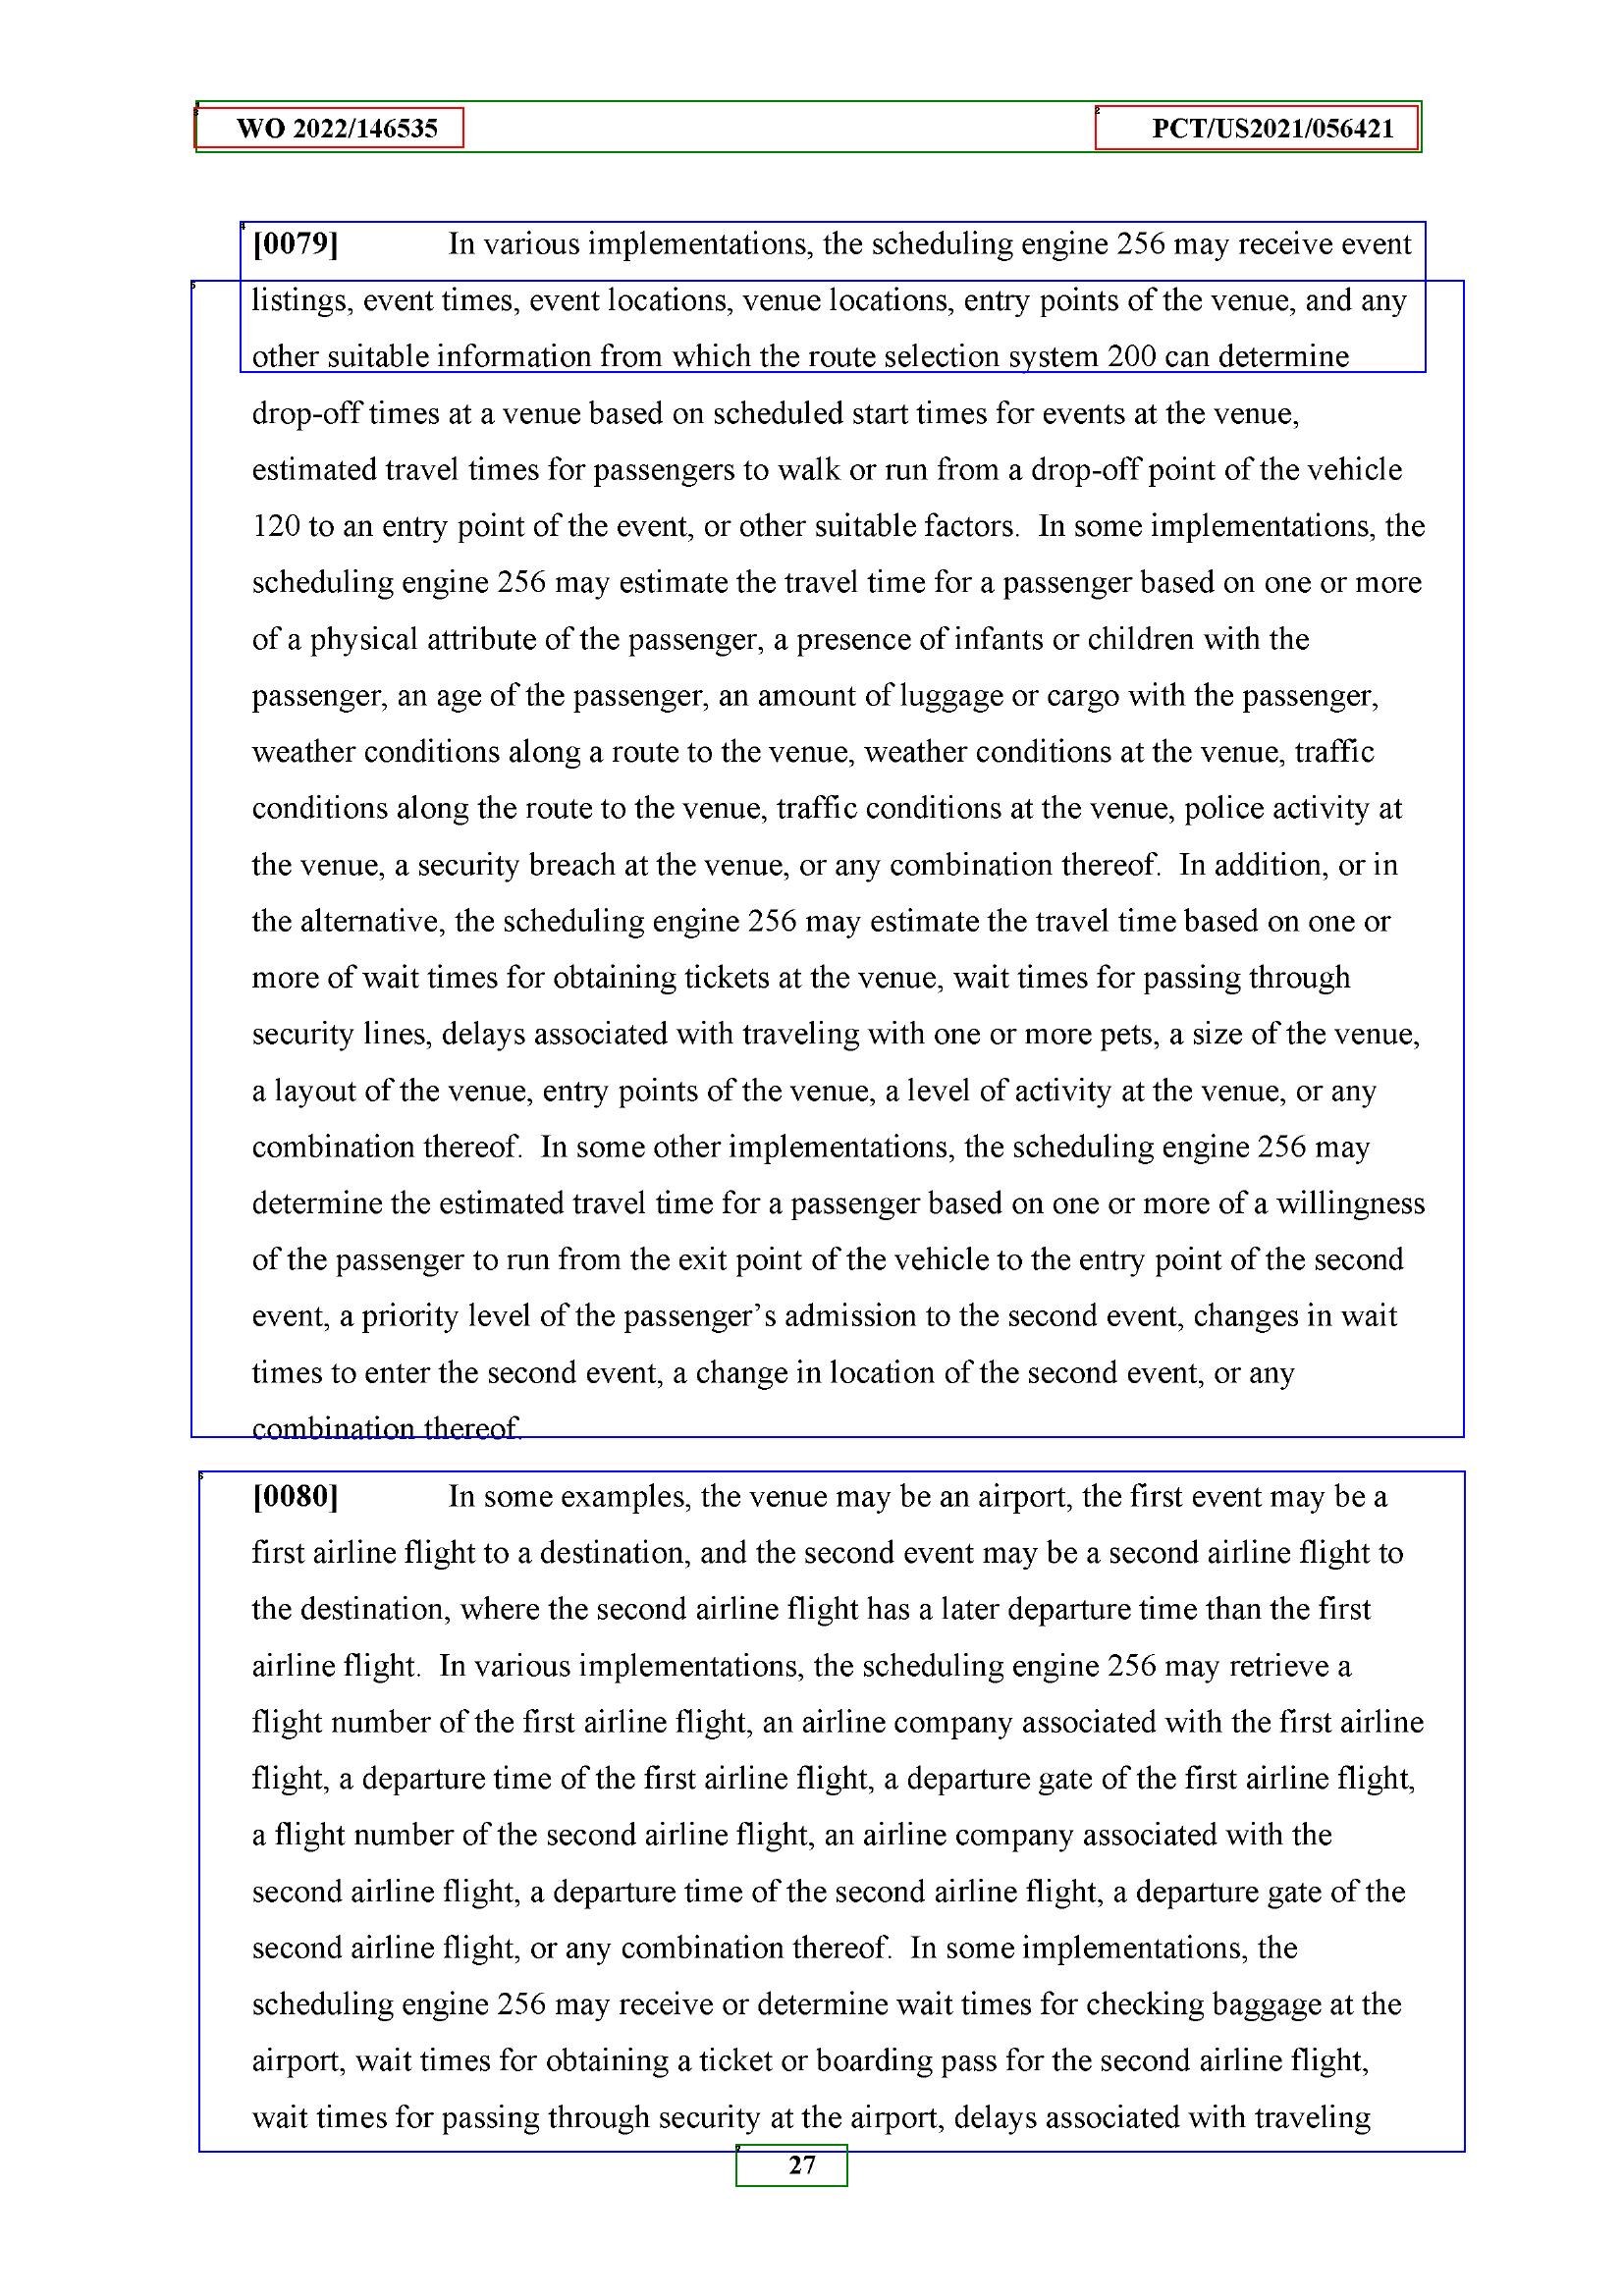 WO 2022/146535 PCT/US2021/056421
[0079] In various implementations, the scheduling engine 256 may receive event
listings, event times, event locations, venue locations, entry points of the venue, and any
other suitable information from which the route selection system 200 can determine
drop-off times at a venue based on scheduled start times for events at the venue,
estimated travel times for passengers to walk or run from a drop-off point of the vehicle
120 to an entry point of the event, or other suitable factors. In some implementations, the
scheduling engine 256 may estimate the travel time for a passenger based on one or more
of a physical attribute of the passenger, a presence of infants or children with the
passenger, an age of the passenger, an amount of luggage or cargo with the passenger,
weather conditions along a route to the venue, weather conditions at the venue, traffic
conditions along the route to the venue, traffic conditions at the venue, police activity at
the venue, a security breach at the venue, or any combination thereof. In addition, or in
the alternative, the scheduling engine 256 may estimate the travel time based on one or
more of wait times for obtaining tickets at the venue, wait times for passing through
security lines, delays associated with traveling with one or more pets, a size of the venue,
a layout of the venue, entry points of the venue, a level of activity at the venue, or any
combination thereof. In some other implementations, the scheduling engine 256 may
determine the estimated travel time for a passenger based on one or more of a willingness
of the passenger to run from the exit point of the vehicle to the entry point of the second
event, a priority level of the passenger’s admission to the second event, changes in wait
times to enter the second event, a change in location of the second event, or any
combination thereof.
[0080] In some examples, the venue may be an airport, the first event may be a
first airline flight to a destination, and the second event may be a second airline flight to
the destination, where the second airline flight has a later departure time than the first
airline flight. In various implementations, the scheduling engine 256 may retrieve a
flight number of the first airline flight, an airline company associated with the first airline
flight, a departure time of the first airline flight, a departure gate of the first airline flight,
a flight number of the second airline flight, an airline company associated with the
second airline flight, a departure time of the second airline flight, a departure gate of the
second airline flight, or any combination thereof. In some implementations, the
scheduling engine 256 may receive or determine wait times for checking baggage at the
airport, wait times for obtaining a ticket or boarding pass for the second airline flight,
wait times for passing through security at the airport, delays associated with traveling
27